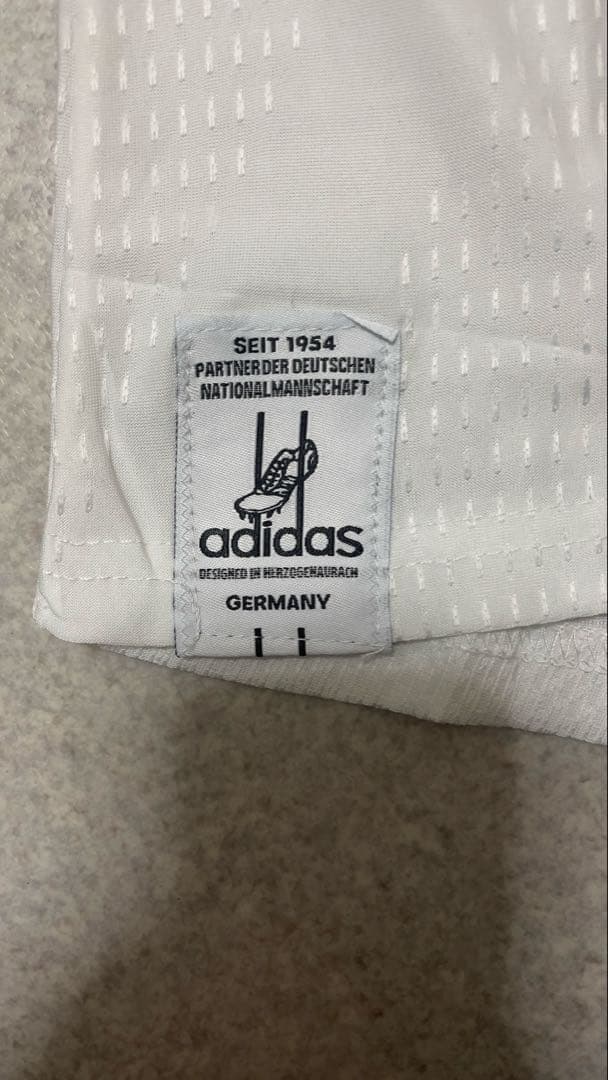 SEIT 1954
PARTNER DER DEUTSCHEN
NATIONALMANNSCHAFT
adidas
DESIGNED IN HERZOGENAURACH
GERMANY